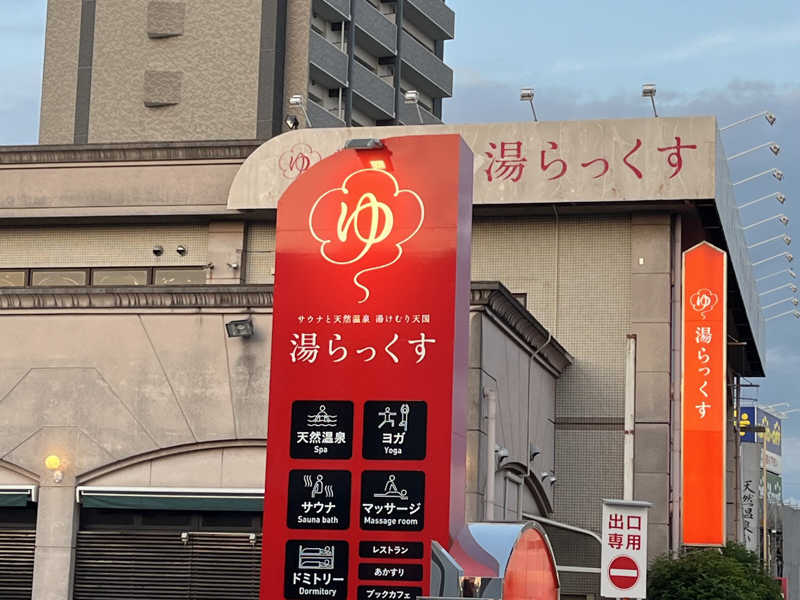 湯らっくす
ゆ
サウナと天然温泉 湯けむり天国
湯らっくす
天然温泉
Spa
ヨガ
Yoga
サウナ
Sauna bath
マッサージ
Massage room
ドミトリー
Dormitory
レストラン
あかすり
ブックカフェ
ゆ
湯らっくす
出口
専用
天然温泉